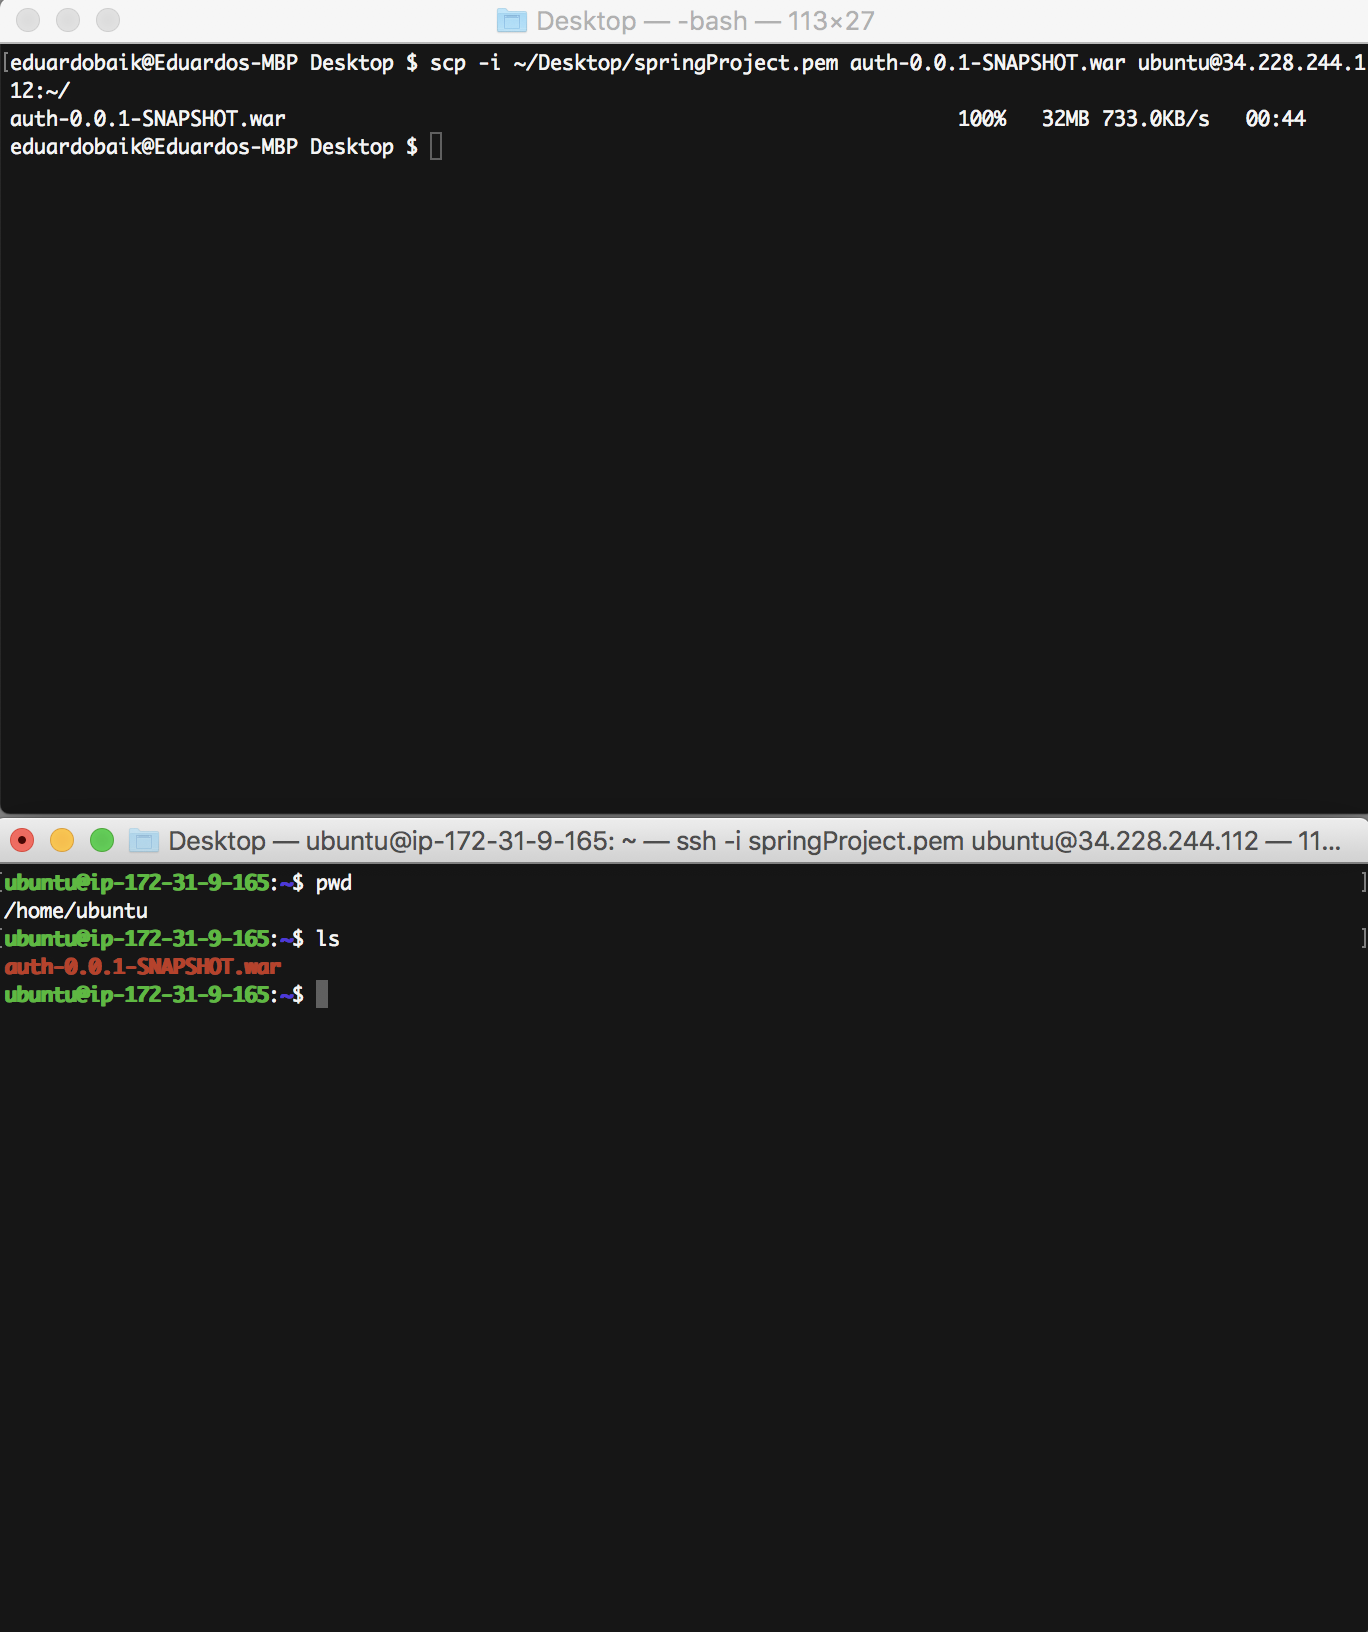 Desktop — -bash — 113×27
eduardobaik@Eduardos-MBP Desktop $ scp -i ~/Desktop/springProject.pem auth-0.0.1-SNAPSHOT.war ubuntu@34.228.244.1
12:~/
auth-0.0.1-SNAPSHOT.war 100% 32MB 733.0KB/s 00:44
eduardobaik@Eduardos-MBP Desktop $
Desktop — ubuntu@ip-172-31-9-165: ~ — ssh -i springProject.pem ubuntu@34.228.244.112 — 11...
ubuntu@ip-172-31-9-165:~$ pwd
/home/ubuntu
ubuntu@ip-172-31-9-165:~$ ls
auth-0.0.1-SNAPSHOT.war
ubuntu@ip-172-31-9-165:~$